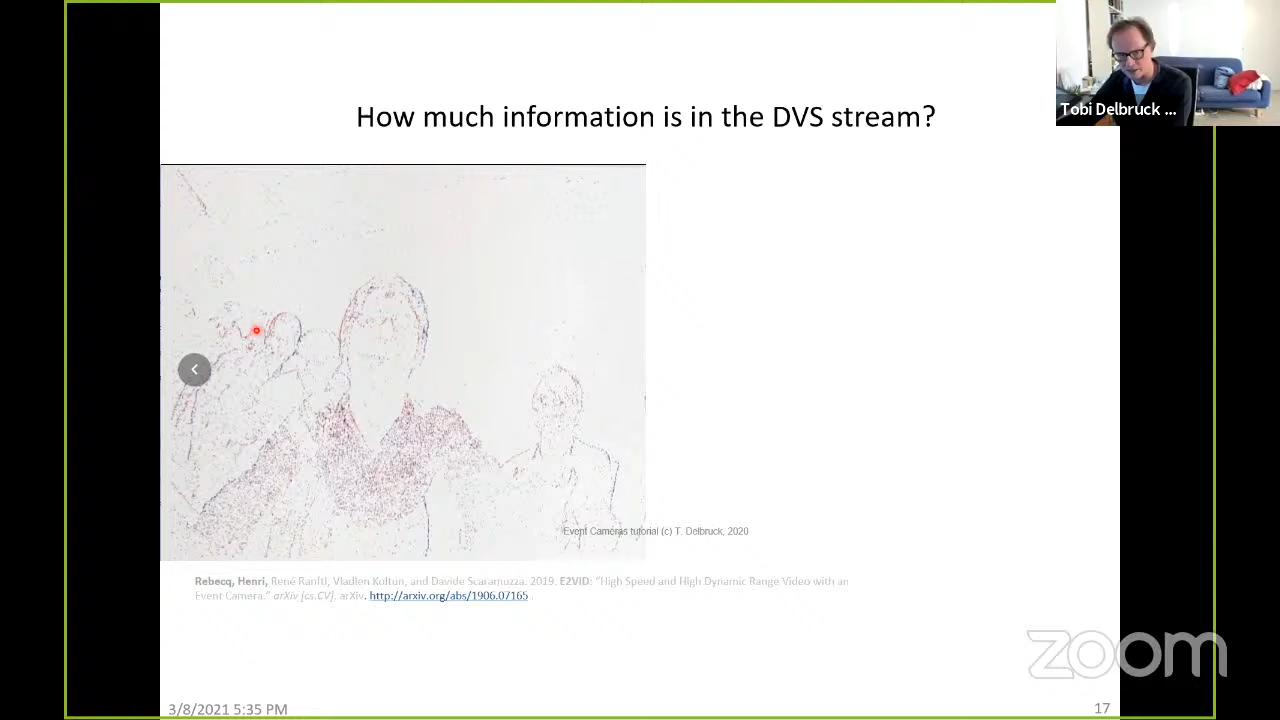 How much information is in the DVS stream?
Tobi Delbruck ...
Event Cameras tutorial (c) T. Delbruck, 2020
Rebecq, Henri, René Ranftl, Vladlen Koltun, and Davide Scaramuzza. 2019. E2VID: “High Speed and High Dynamic Range Video with an
Event Camera.” arXiv [cs.CV], arXiv. http://arxiv.org/abs/1906.07165 .
zoom
3/8/2021 5:35 PM
17